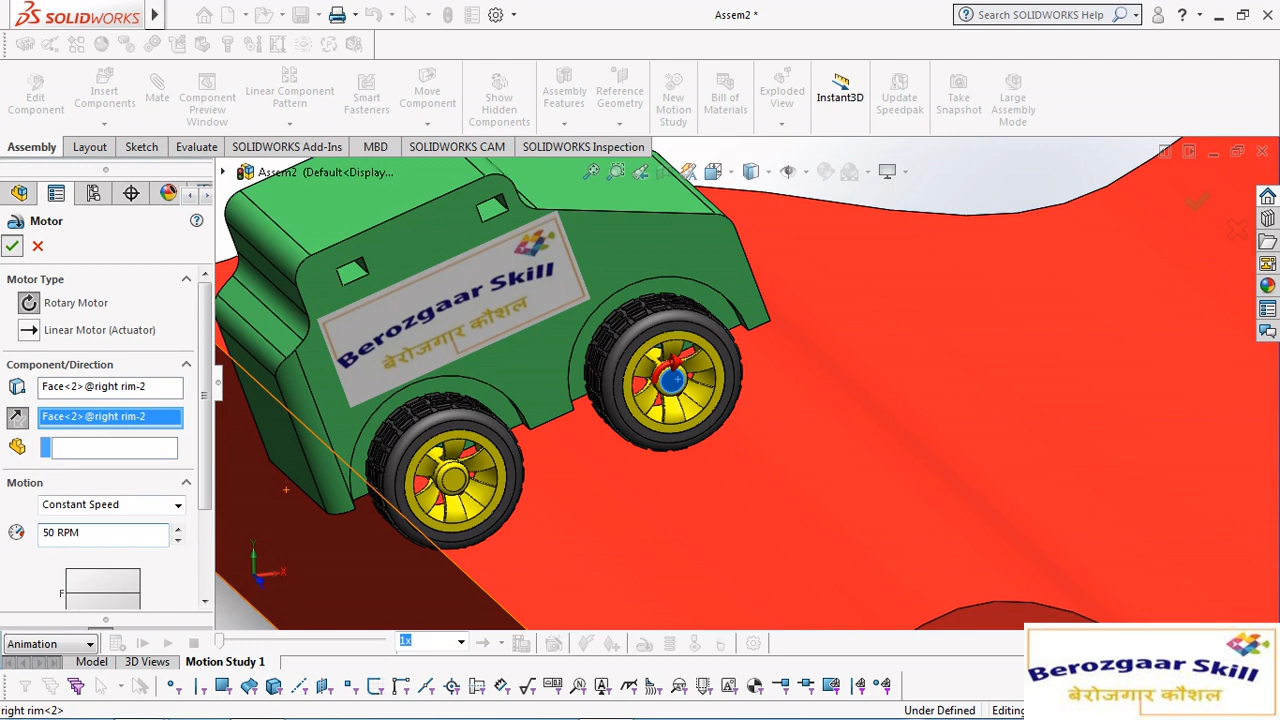 SOLIDWORKS
Assem2 *
Search SOLIDWORKS Help
?
Edit Component
Insert Components
Mate
Component Preview Window
Linear Component Pattern
Smart Fasteners
Move Component
Show Hidden Components
Assembly Features
Reference Geometry
New Motion Study
Bill of Materials
Exploded View
Instant3D
Update Speedpak
Take Snapshot
Large Assembly Mode
Assembly Layout Sketch Evaluate SOLIDWORKS Add-Ins MBD SOLIDWORKS CAM SOLIDWORKS Inspection
Assem2 (Default<Display...
Motor
Motor Type
Rotary Motor
Linear Motor (Actuator)
Component/Direction
Face<2>@right rim-2
Face<2>@right rim-2
Motion
Constant Speed
50 RPM
F
Berozgaar Skill
बेरोजगार कौशल
Y
X
Animation
1x
Model 3D Views Motion Study 1
right rim<2>
Under Defined
Editing
Berozgaar Skill
बेरोजगार कौशल